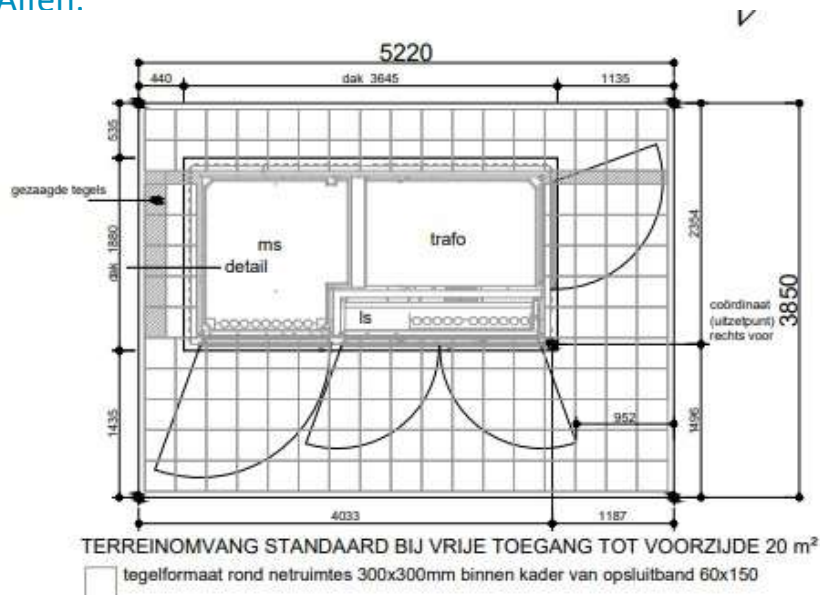 Alfen.
5220
440 dak 3645 1135
535
gezaagde tegels
dak 1880
ms
detail
trafo
ls
2354
3850
coördinaat
(uitzetpunt)
rechts voor
1435
952
1496
4033 1187
TERREINOMVANG STANDAARD BIJ VRIJE TOEGANG TOT VOORZIJDE 20 m²
tegelformaat rond netruimtes 300x300mm binnen kader van opsluitband 60x150